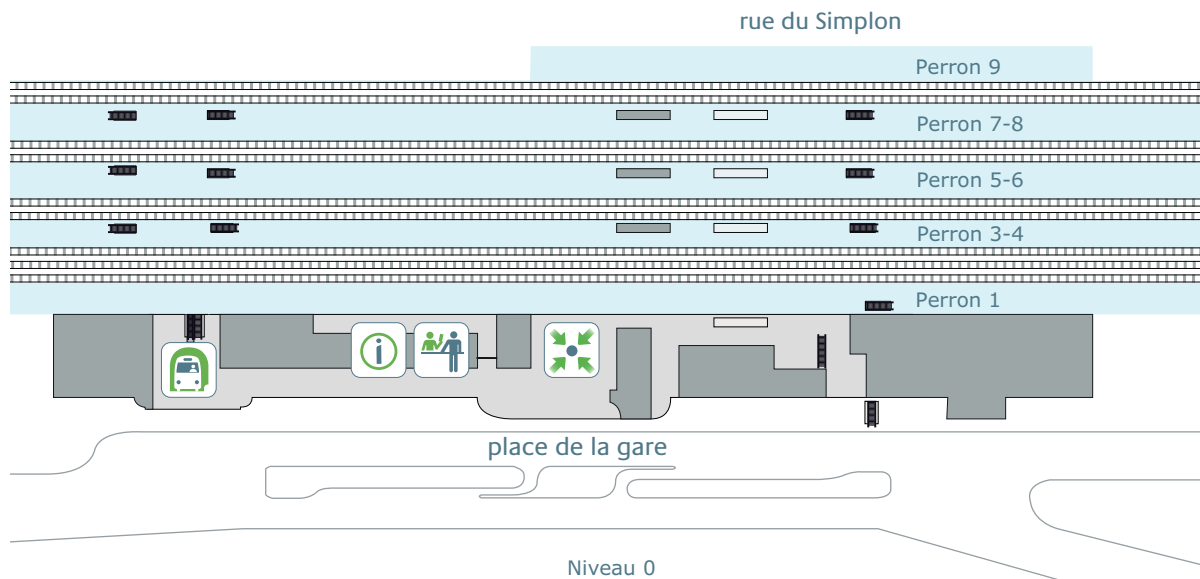 rue du Simplon
Perron 9
Perron 7-8
Perron 5-6
Perron 3-4
Perron 1
place de la gare
Niveau 0